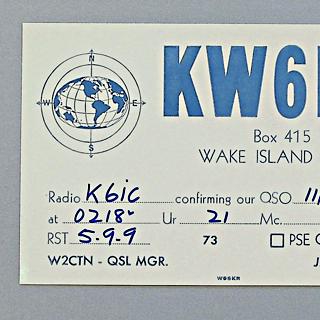 N
W E
S
KW6
Box 415
WAKE ISLAND
Radio K6ic confirming our QSO 11/
at 0218 Ur 21 Mc.
RST 5-9-9 73 PSE
W2CTN - QSL MGR.
W6SKR